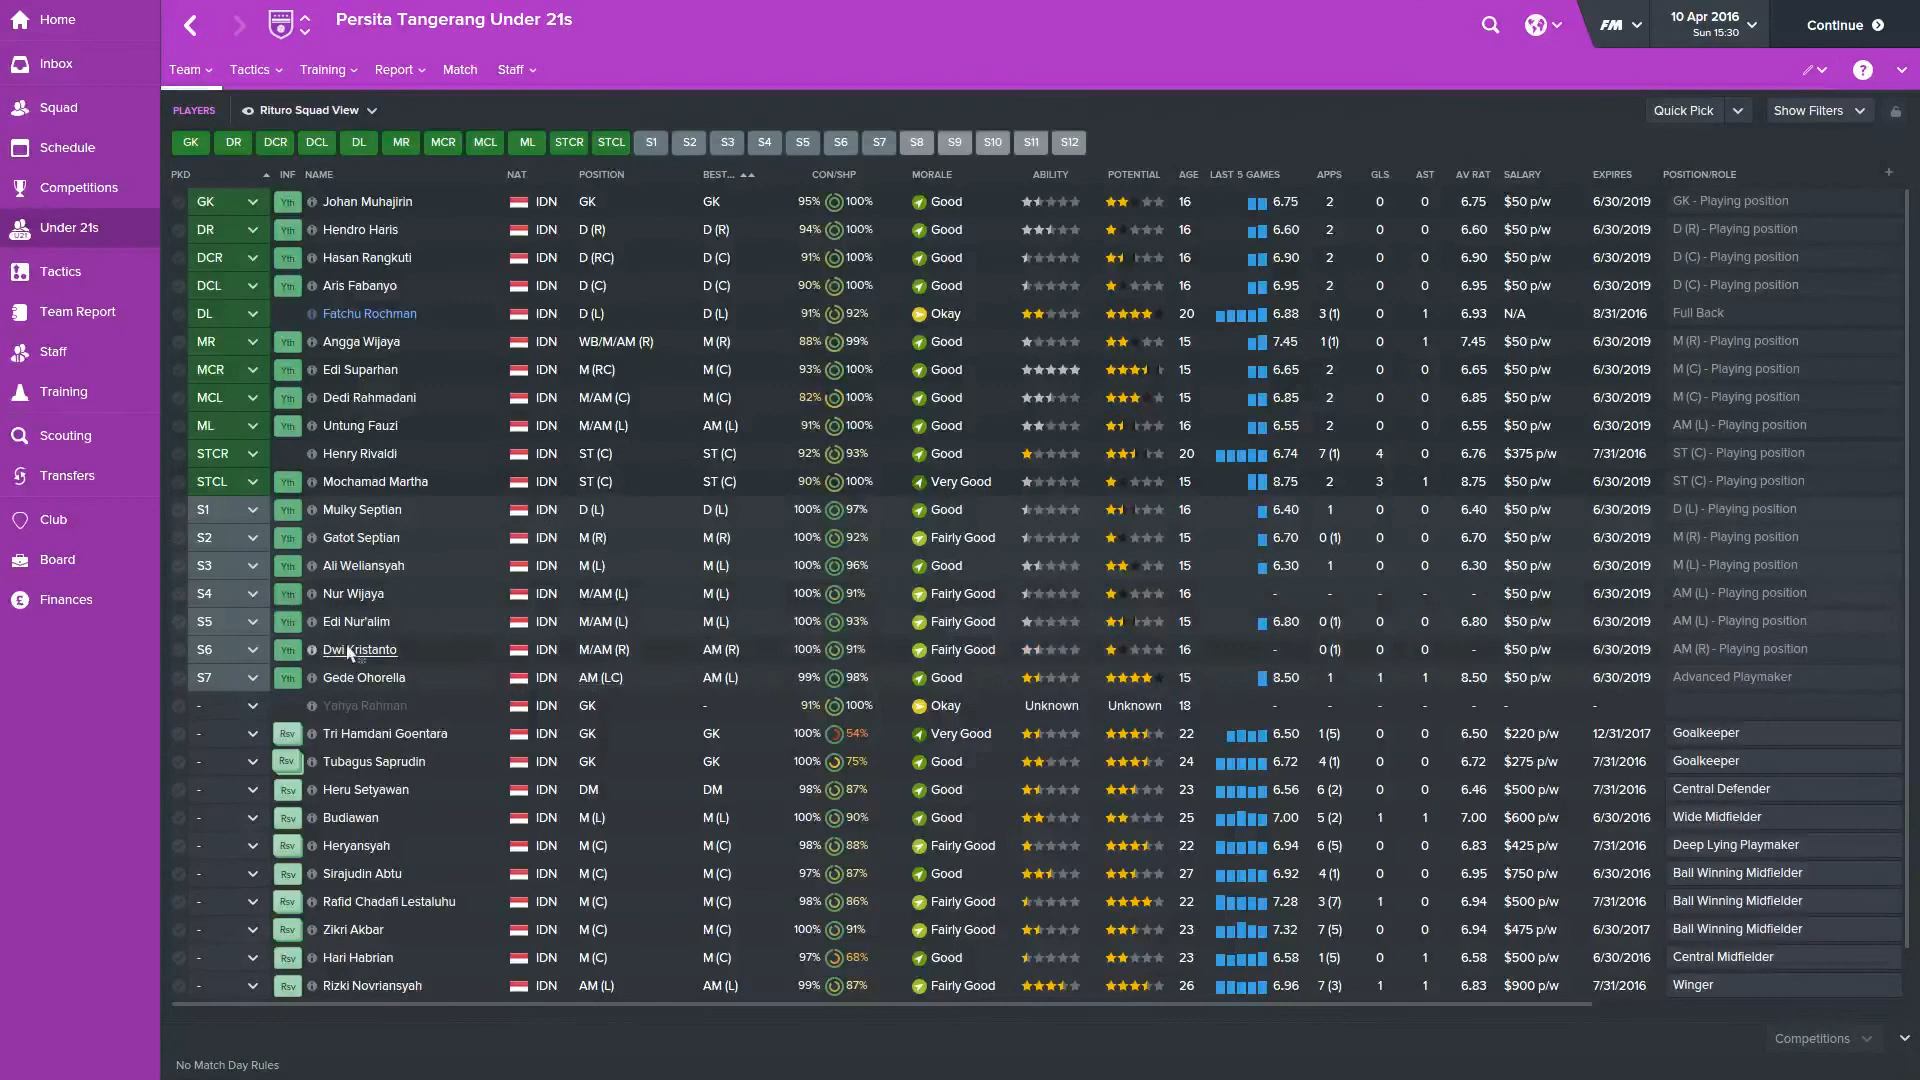 Home
Inbox
Squad
Schedule
Competitions
Under 21s
Tactics
Team Report
Staff
Training
Scouting
Transfers
Club
Board
Finances
Persita Tangerang Under 21s
FM
10 Apr 2016
Sun 15:30
Continue
Team Tactics Training Report Match Staff
PLAYERS Rituro Squad View Quick Pick Show Filters
GK DR DCR DCL DL MR MCR MCL ML STCR STCL S1 S2 S3 S4 S5 S6 S7 S8 S9 S10 S11 S12
PKD INF NAME NAT POSITION BEST... CON/SHP MORALE ABILITY POTENTIAL AGE LAST 5 GAMES APPS GLS AST AV RAT SALARY EXPIRES POSITION/ROLE
GK Yth Johan Muhajirin IDN GK GK 95% 100% Good 16 6.75 2 0 0 6.75 $50 p/w 6/30/2019 GK - Playing position
DR Yth Hendro Haris IDN D (R) D (R) 94% 100% Good 16 6.60 2 0 0 6.60 $50 p/w 6/30/2019 D (R) - Playing position
DCR Yth Hasan Rangkuti IDN D (RC) D (C) 91% 100% Good 16 6.90 2 0 0 6.90 $50 p/w 6/30/2019 D (C) - Playing position
DCL Yth Aris Fabanyo IDN D (C) D (C) 90% 100% Good 16 6.95 2 0 0 6.95 $50 p/w 6/30/2019 D (C) - Playing position
DL Fatchu Rochman IDN D (L) D (L) 91% 92% Okay 20 6.88 3 (1) 0 1 6.93 N/A 8/31/2016 Full Back
MR Yth Angga Wijaya IDN WB/M/AM (R) M (R) 88% 99% Good 15 7.45 1 (1) 0 1 7.45 $50 p/w 6/30/2019 M (R) - Playing position
MCR Yth Edi Suparhan IDN M (RC) M (C) 93% 100% Good 15 6.65 2 0 0 6.65 $50 p/w 6/30/2019 M (C) - Playing position
MCL Yth Dedi Rahmadani IDN M/AM (C) M (C) 82% 100% Good 15 6.85 2 0 0 6.85 $50 p/w 6/30/2019 M (C) - Playing position
ML Yth Untung Fauzi IDN M/AM (L) AM (L) 91% 100% Good 16 6.55 2 0 0 6.55 $50 p/w 6/30/2019 AM (L) - Playing position
STCR Henry Rivaldi IDN ST (C) ST (C) 92% 93% Good 20 6.74 7 (1) 4 0 6.76 $375 p/w 7/31/2016 ST (C) - Playing position
STCL Yth Mochamad Martha IDN ST (C) ST (C) 90% 100% Very Good 15 8.75 2 3 1 8.75 $50 p/w 6/30/2019 ST (C) - Playing position
S1 Yth Mulky Septian IDN D (L) D (L) 100% 97% Good 16 6.40 1 0 0 6.40 $50 p/w 6/30/2019 D (L) - Playing position
S2 Yth Gatot Septian IDN M (R) M (R) 100% 92% Fairly Good 15 6.70 0 (1) 0 0 6.70 $50 p/w 6/30/2019 M (R) - Playing position
S3 Yth Ali Weliansyah IDN M (L) M (L) 100% 96% Good 15 6.30 1 0 0 6.30 $50 p/w 6/30/2019 M (L) - Playing position
S4 Yth Nur Wijaya IDN M/AM (L) M (L) 100% 91% Fairly Good 16 - - - - - $50 p/w 6/30/2019 AM (L) - Playing position
S5 Yth Edi Nur'alim IDN M/AM (L) M (L) 100% 93% Fairly Good 15 6.80 0 (1) 0 0 6.80 $50 p/w 6/30/2019 AM (L) - Playing position
S6 Yth Dwi Kristanto IDN M/AM (R) AM (R) 100% 91% Fairly Good 16 - 0 (1) 0 0 - $50 p/w 6/30/2019 AM (R) - Playing position
S7 Yth Gede Ohorella IDN AM (LC) AM (L) 99% 98% Good 15 8.50 1 1 1 8.50 $50 p/w 6/30/2019 Advanced Playmaker
- Yahya Rahman IDN GK - 91% 100% Okay Unknown Unknown 18 - - - - - - -
- Rsv Tri Hamdani Goentara IDN GK GK 100% 54% Very Good 22 6.50 1 (5) 0 0 6.50 $220 p/w 12/31/2017 Goalkeeper
- Rsv Tubagus Saprudin IDN GK GK 100% 75% Good 24 6.72 4 (1) 0 0 6.72 $275 p/w 7/31/2016 Goalkeeper
- Rsv Heru Setyawan IDN DM DM 98% 87% Good 23 6.56 6 (2) 0 0 6.46 $500 p/w 7/31/2016 Central Defender
- Rsv Budiawan IDN M (L) M (L) 100% 90% Good 25 7.00 5 (2) 1 1 7.00 $600 p/w 6/30/2016 Wide Midfielder
- Rsv Heryansyah IDN M (C) M (C) 98% 88% Fairly Good 22 6.94 6 (5) 0 0 6.83 $425 p/w 7/31/2016 Deep Lying Playmaker
- Rsv Sirajudin Abtu IDN M (C) M (C) 97% 87% Good 27 6.92 4 (1) 0 0 6.95 $750 p/w 6/30/2016 Ball Winning Midfielder
- Rsv Rafid Chadafi Lestaluhu IDN M (C) M (C) 98% 86% Fairly Good 22 7.28 3 (7) 1 0 6.94 $500 p/w 7/31/2016 Ball Winning Midfielder
- Rsv Zikri Akbar IDN M (C) M (C) 100% 91% Fairly Good 23 7.32 7 (5) 0 0 6.94 $475 p/w 6/30/2017 Ball Winning Midfielder
- Rsv Hari Habrian IDN M (C) M (C) 97% 68% Good 23 6.58 1 (5) 0 1 6.58 $500 p/w 6/30/2016 Central Midfielder
- Rsv Rizki Novriansyah IDN AM (L) AM (L) 99% 87% Fairly Good 26 6.96 7 (3) 1 1 6.83 $900 p/w 7/31/2016 Winger
Competitions
No Match Day Rules